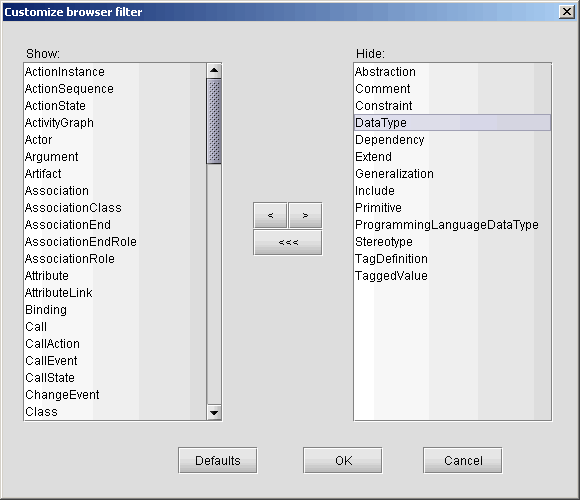 Customize browser filter
Show:
ActionInstance
ActionSequence
ActionState
ActivityGraph
Actor
Argument
Artifact
Association
AssociationClass
AssociationEnd
AssociationEndRole
AssociationRole
Attribute
AttributeLink
Binding
Call
CallAction
CallEvent
CallState
ChangeEvent
Class
<
>
<<<
Hide:
Abstraction
Comment
Constraint
DataType
Dependency
Extend
Generalization
Include
Primitive
ProgrammingLanguageDataType
Stereotype
TagDefinition
TaggedValue
Defaults
OK
Cancel